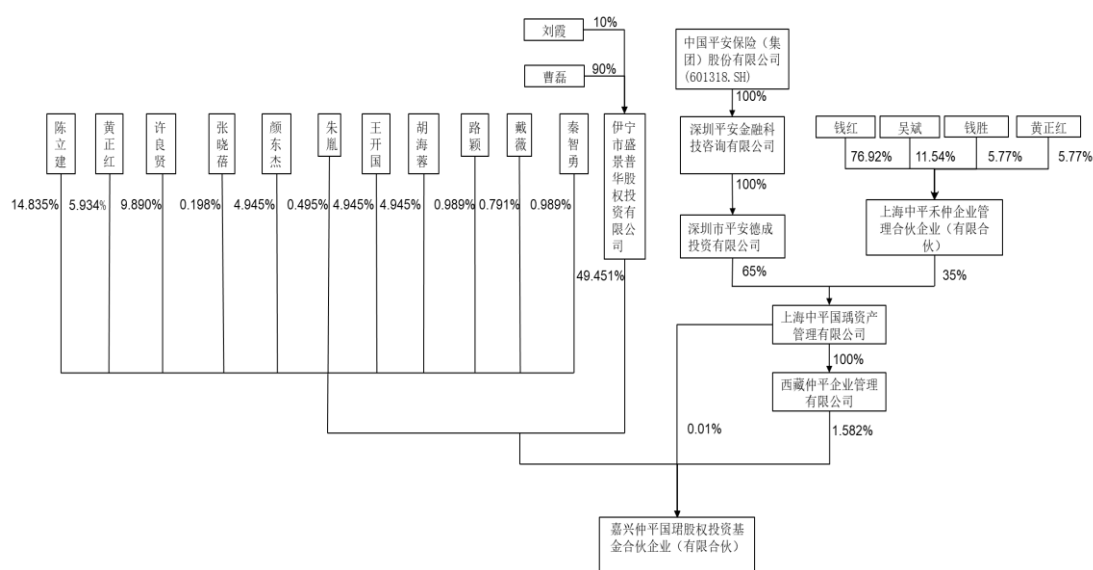 刘霞
10%
曹磊
90%
中国平安保险（集
团）股份有限公司
(601318.SH)
100%
陈立建
黄正红
许良贤
张晓蓓
颜东杰
朱胤
王开国
胡海蓉
路颖
戴薇
秦智勇
伊宁市盛景普华股权投资有限公司
深圳平安金融科
技咨询有限公司
钱红
吴斌
钱胜
黄正红
76.92%
11.54%
5.77%
5.77%
14.835%
5.934%
9.890%
0.198%
4.945%
0.495%
4.945%
4.945%
0.989%
0.791%
0.989%
100%
深圳市平安德成
投资有限公司
上海中平禾仲企业管
理合伙企业（有限合
伙）
49.451%
65%
35%
上海中平国瑀资产
管理有限公司
100%
西藏仲平企业管理
有限公司
0.01%
1.582%
嘉兴仲平国珺股权投资基
金合伙企业（有限合伙）